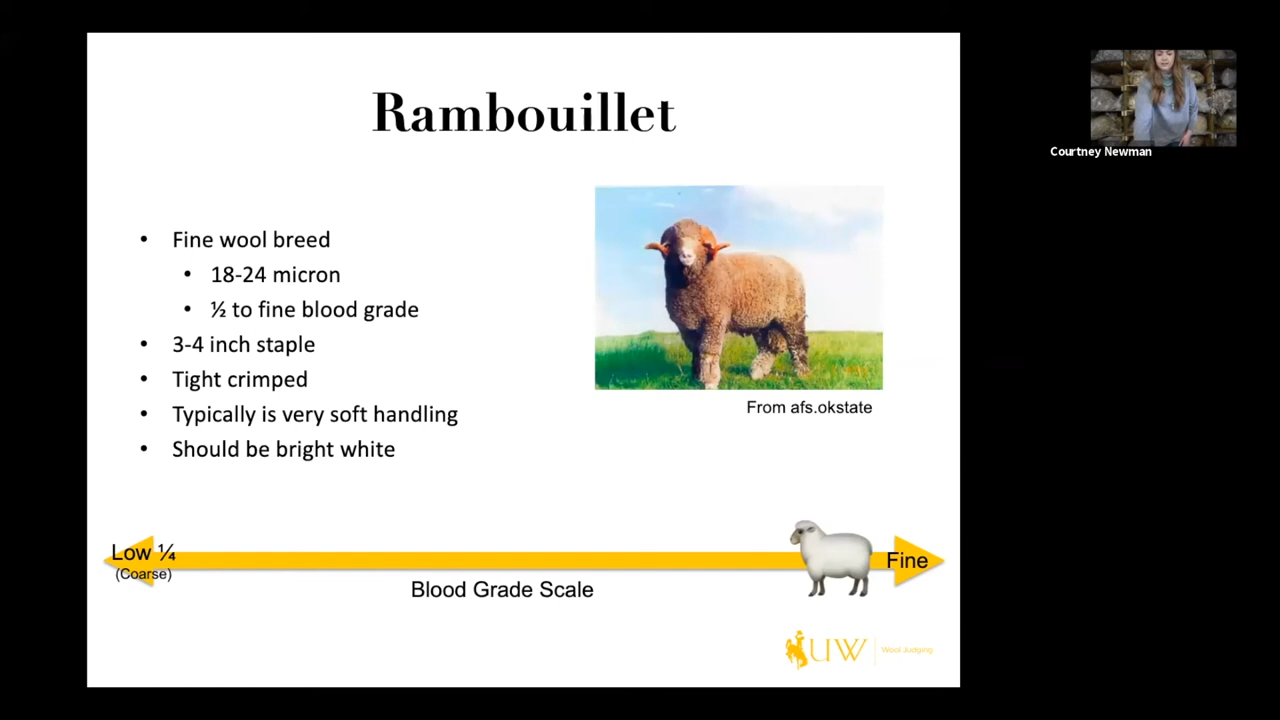 Rambouillet
• Fine wool breed
• 18-24 micron
• ½ to fine blood grade
• 3-4 inch staple
• Tight crimped
• Typically is very soft handling
• Should be bright white
From afs.okstate
Low ¼
(Coarse)
Fine
Blood Grade Scale
UW Wool Judging
Courtney Newman